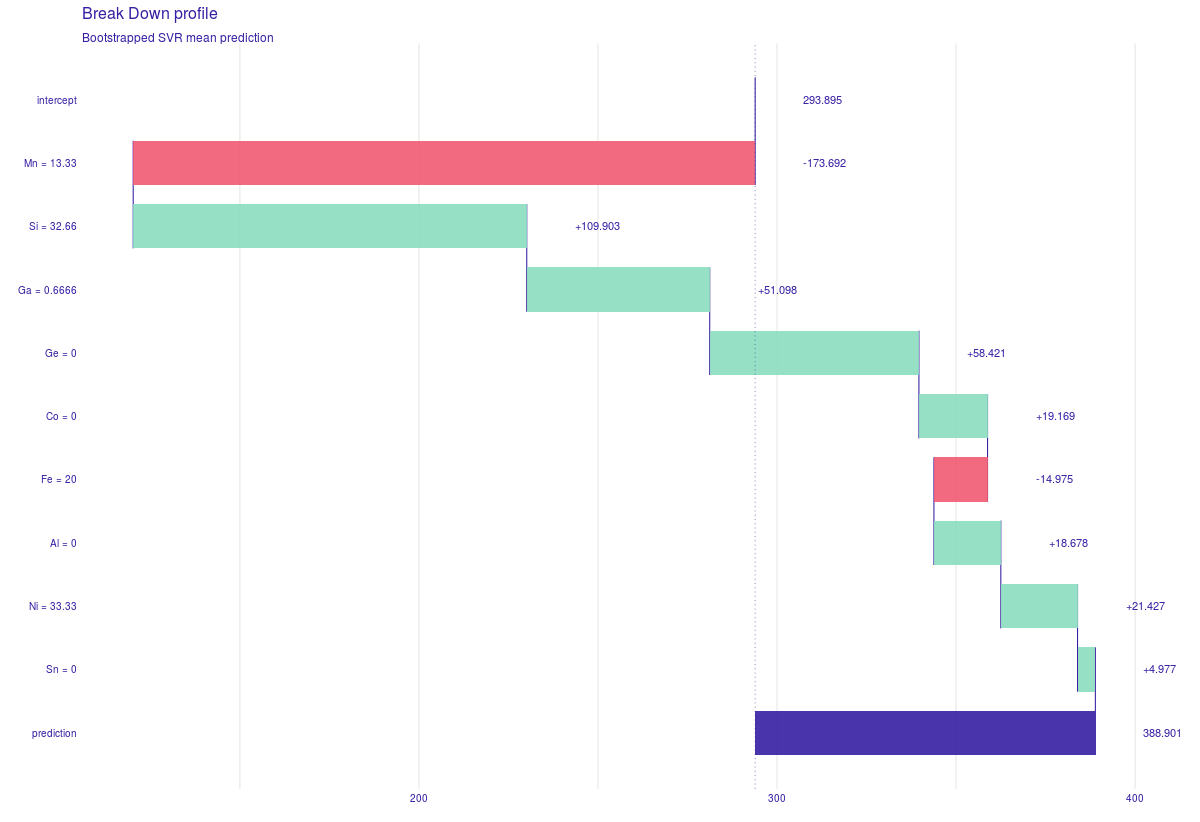 Break Down profile
Bootstrapped SVR mean prediction
intercept 293.895
Mn = 13.33 -173.692
Si = 32.66 +109.903
Ga = 0.6666 +51.098
Ge = 0 +58.421
Co = 0 +19.169
Fe = 20 -14.975
Al = 0 +18.678
Ni = 33.33 +21.427
Sn = 0 +4.977
prediction 388.901
200 300 400